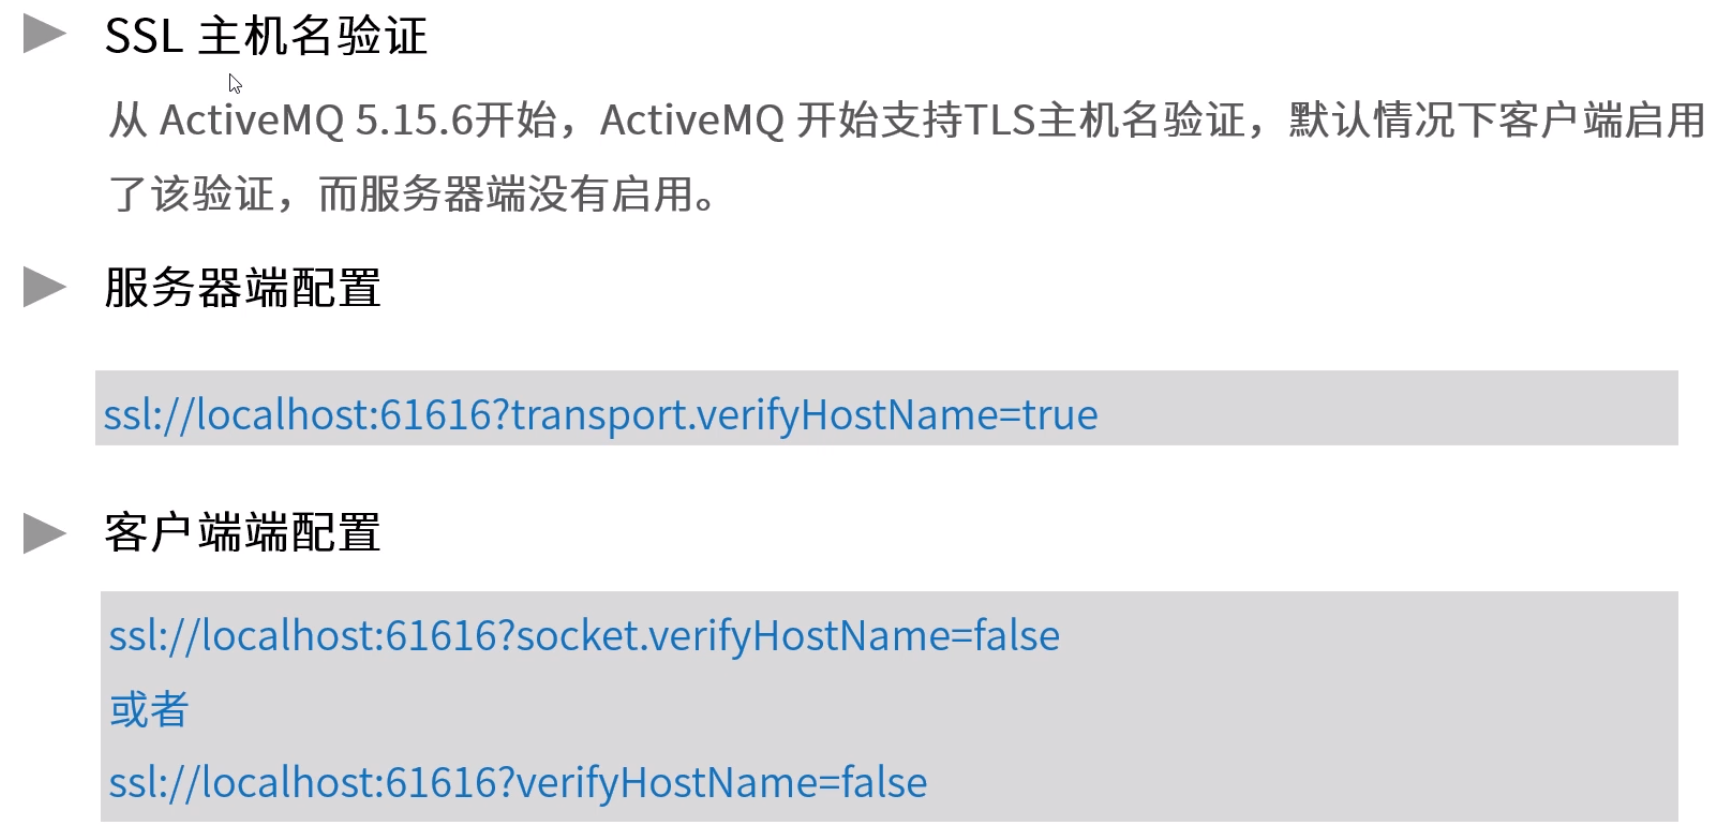 SSL 主机名验证
从 ActiveMQ 5.15.6开始，ActiveMQ 开始支持TLS主机名验证，默认情况下客户端启用
了该验证，而服务器端没有启用。
服务器端配置
ssl://localhost:61616?transport.verifyHostName=true
客户端端配置
ssl://localhost:61616?socket.verifyHostName=false
或者
ssl://localhost:61616?verifyHostName=false